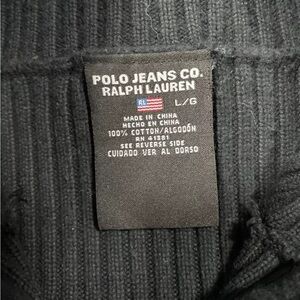 POLO JEANS CO.
RALPH LAUREN
RL L/G
MADE IN CHINA
HECHO EN CHINA
100% COTTON/ALGODÓN
RN 41381
SEE REVERSE SIDE
CUIDADO VER AL DORSO